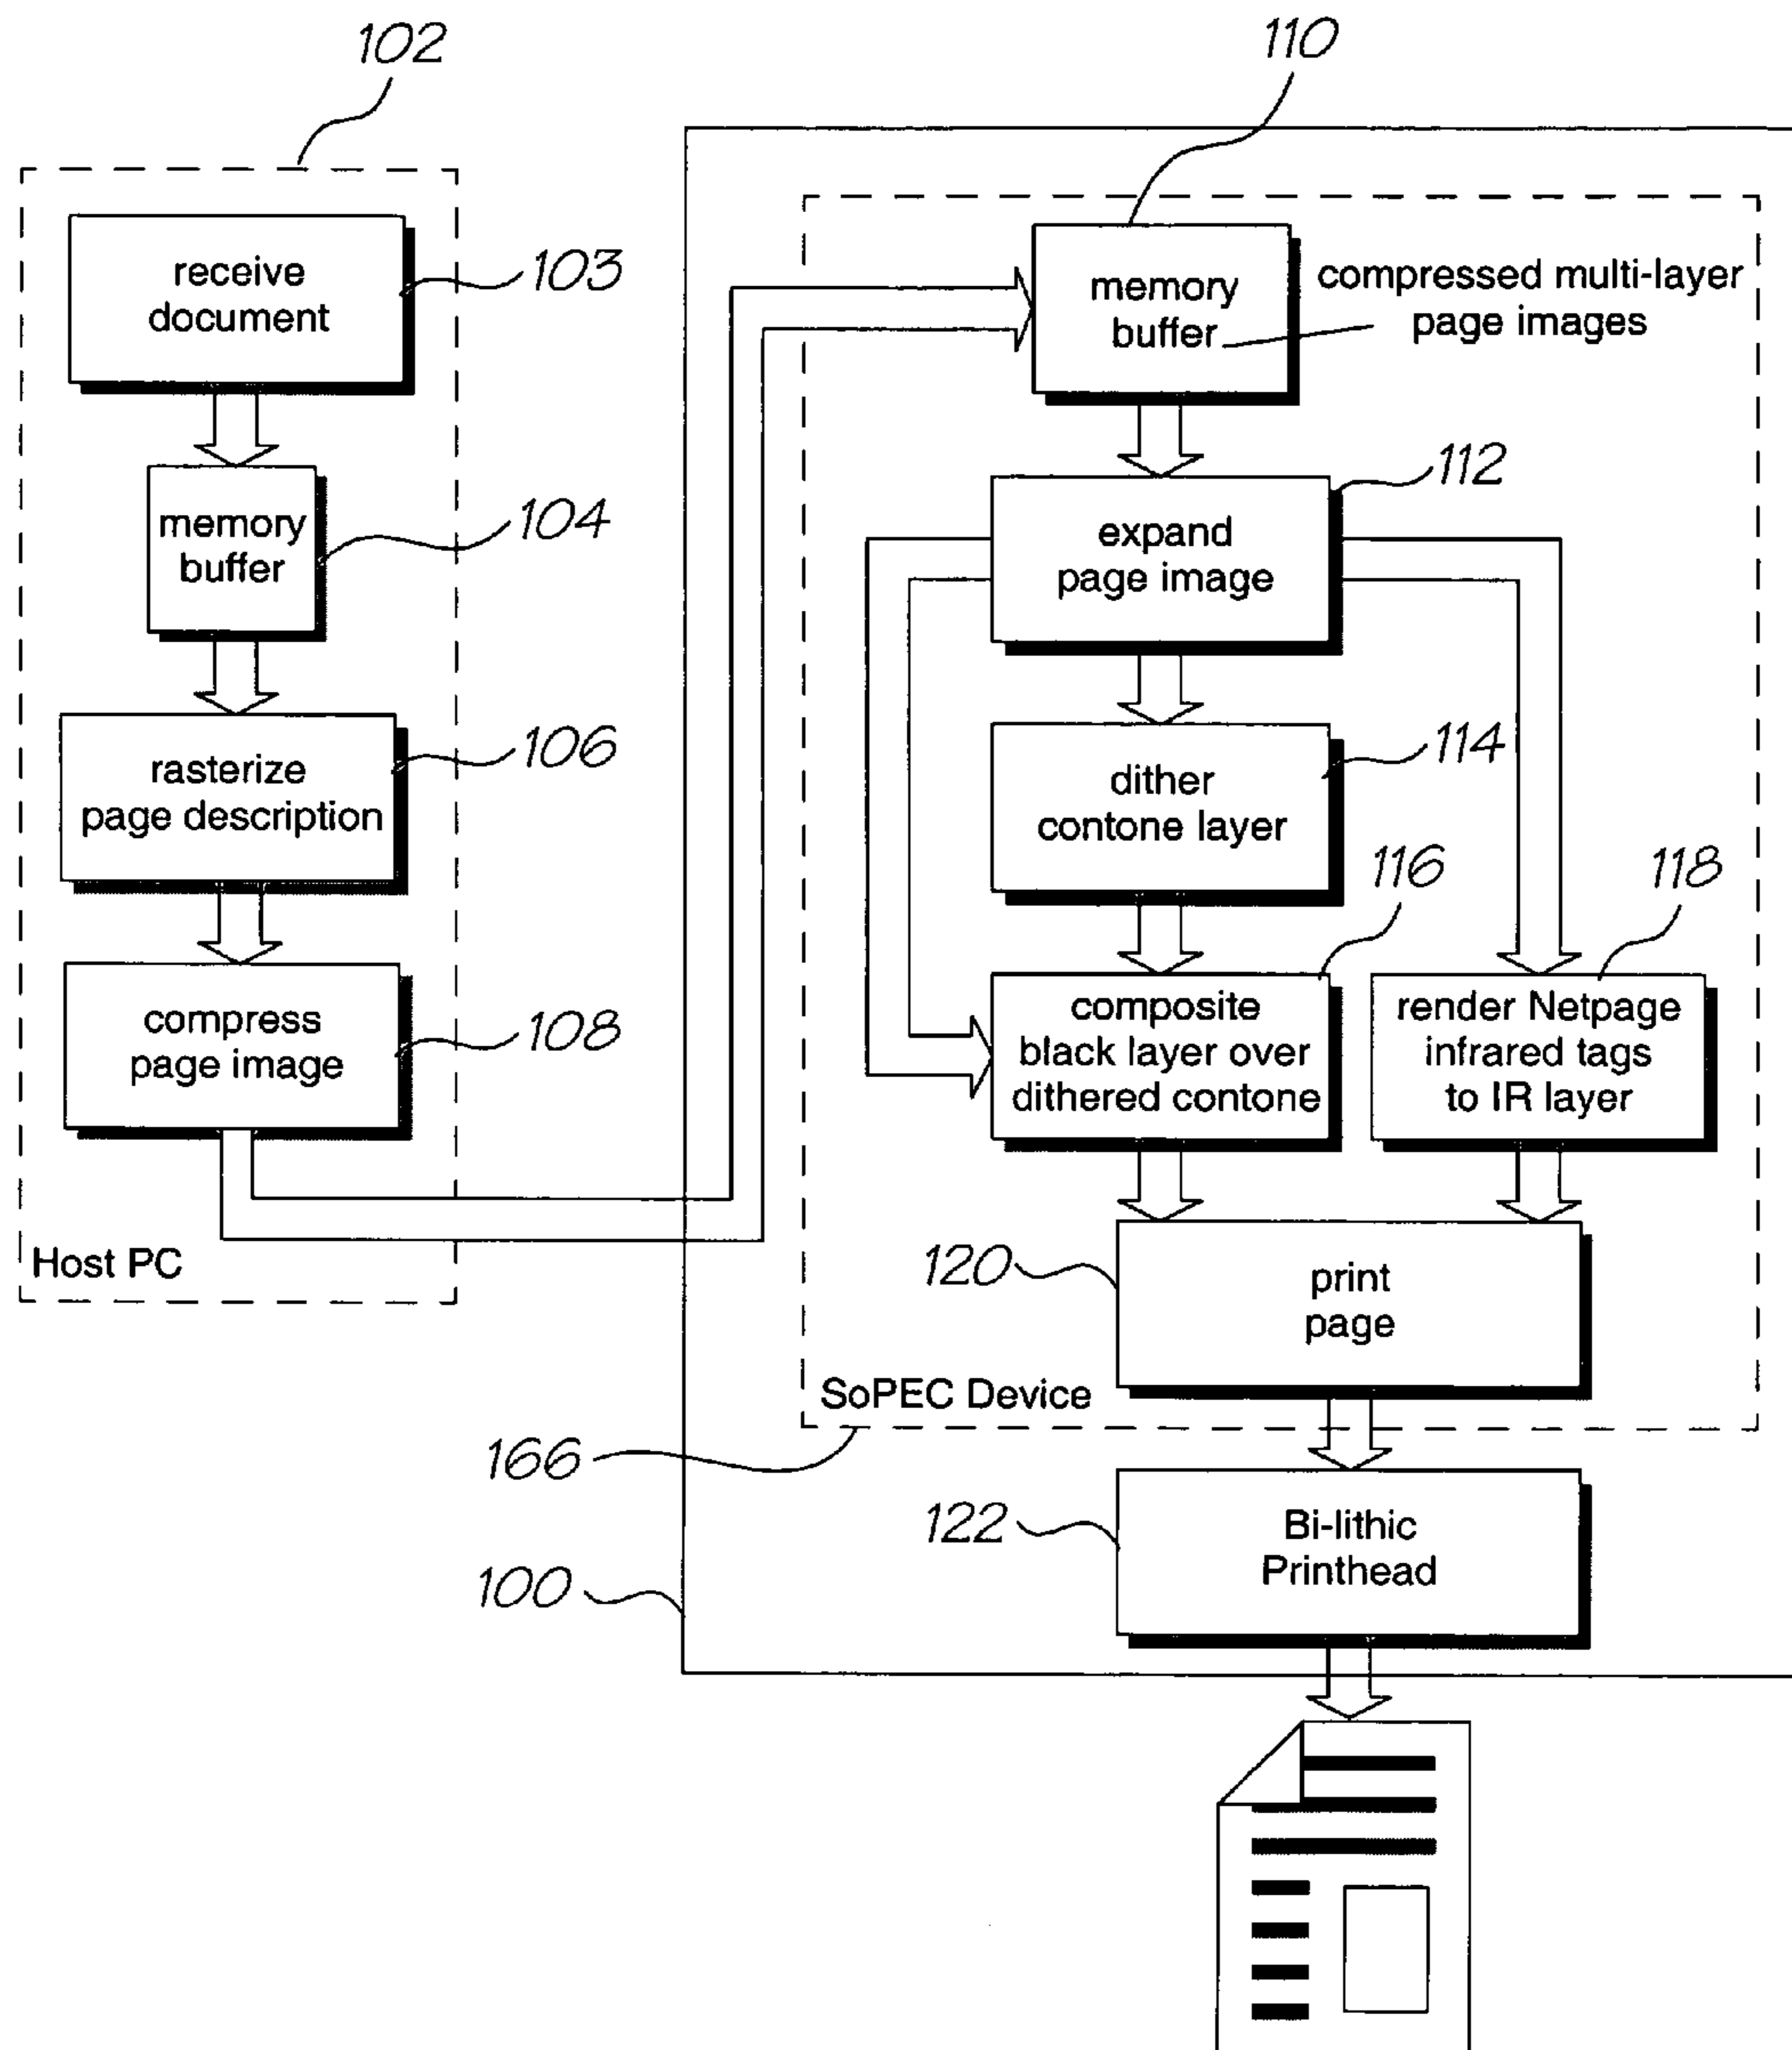 102
110
receive
document
103
memory
buffer
104
rasterize
page description
106
compress
page image
108
Host PC
memory
buffer
compressed multi-layer
page images
expand
page image
112
dither
contone layer
114
composite
black layer over
dithered contone
116
render Netpage
infrared tags
to IR layer
118
print
page
120
SoPEC Device
166
Bi-lithic
Printhead
122
100